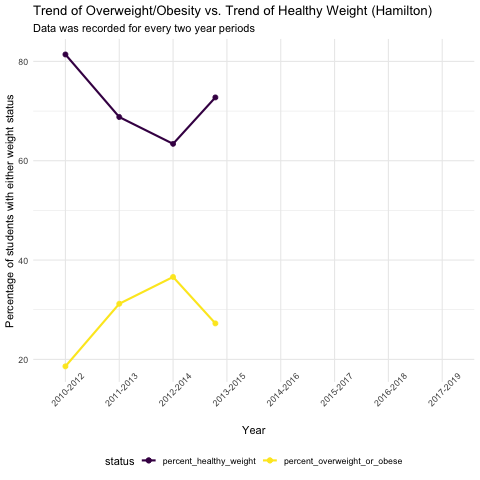 Trend of Overweight/Obesity vs. Trend of Healthy Weight (Hamilton)
Data was recorded for every two year periods
Percentage of students with either weight status
80
60
40
20
2010-2012
2011-2013
2012-2014
2013-2015
2014-2016
2015-2017
2016-2018
2017-2019
Year
status
percent_healthy_weight
percent_overweight_or_obese